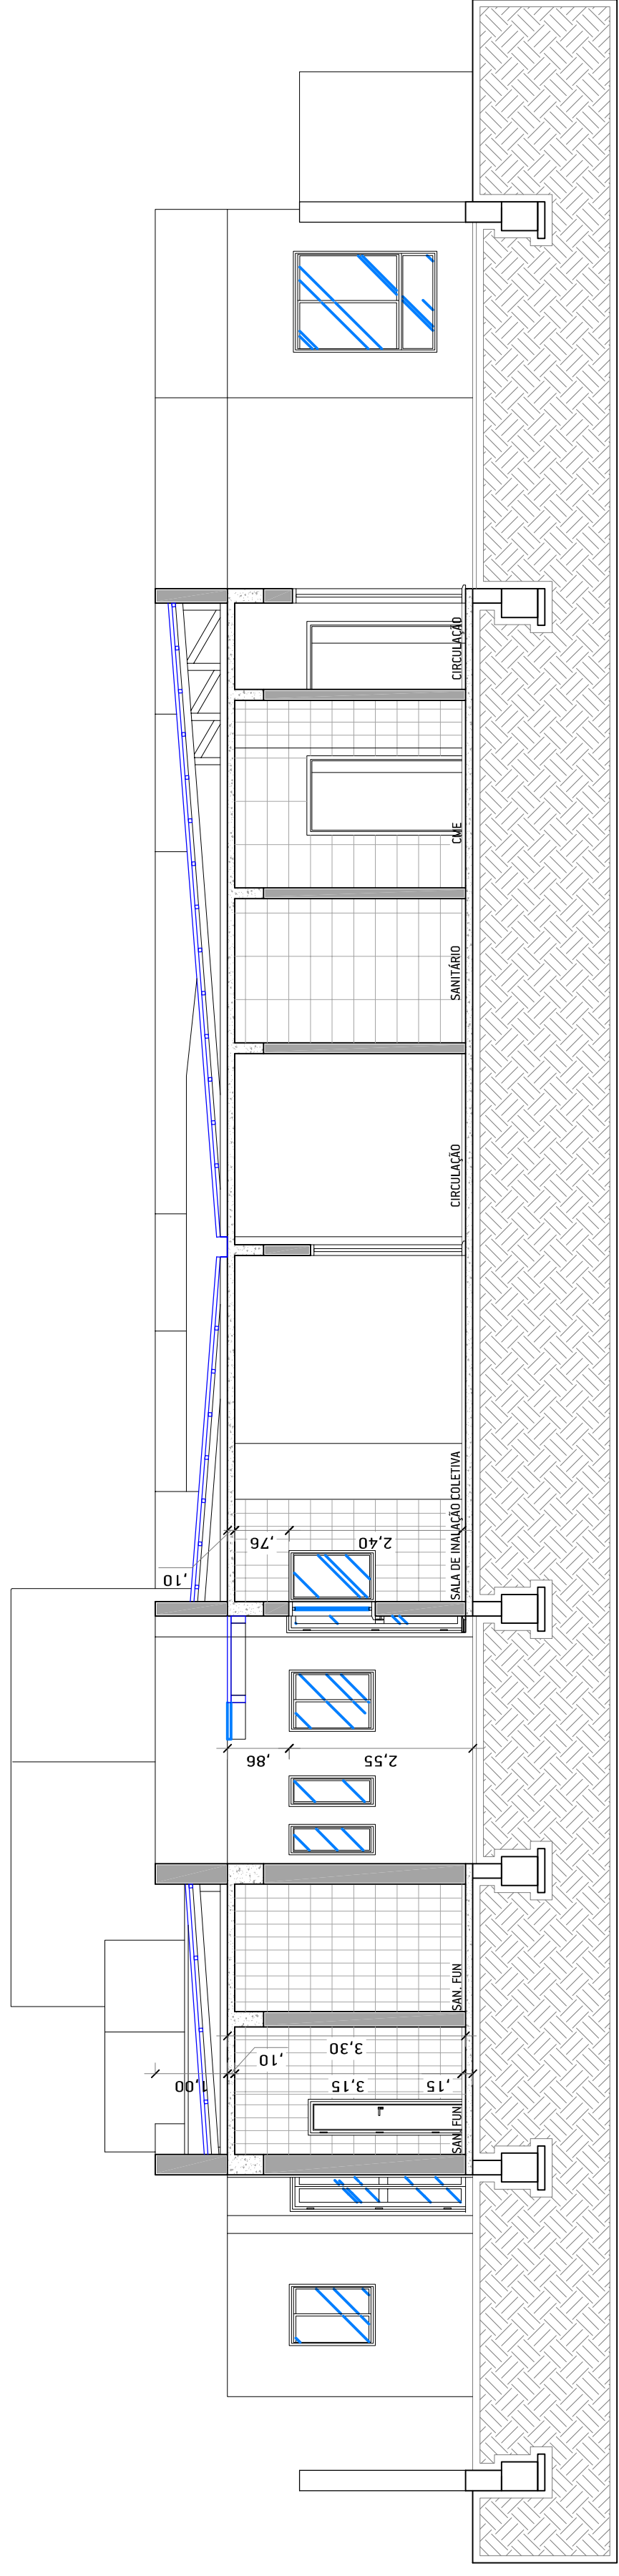 CIRCULAÇÃO
CME
SANITÁRIO
CIRCULAÇÃO
SALA DE INALAÇÃO COLETIVA
,10
,76
2,40
,86
2,55
SAN. FUN
3,30
,10
1,00
3,15
,15
SAN. FUN